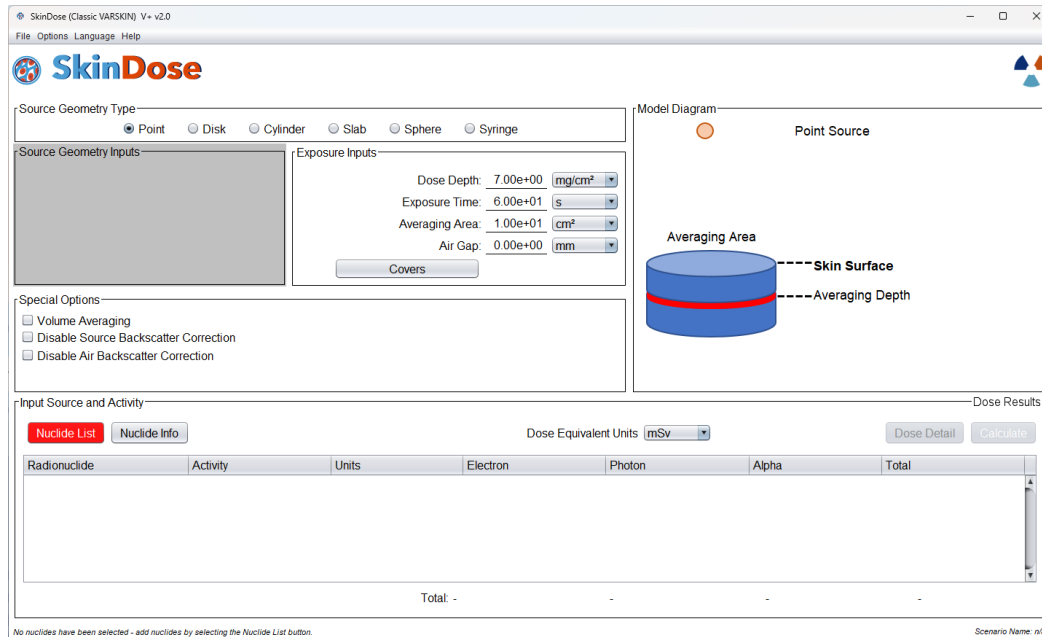 SkinDose (Classic VARSKIN) V+ v2.0
File Options Language Help
SkinDose
Source Geometry Type
Point Disk Cylinder Slab Sphere Syringe
Source Geometry Inputs
Exposure Inputs
Dose Depth: 7.00e+00 mg/cm²
Exposure Time: 6.00e+01 s
Averaging Area: 1.00e+01 cm²
Air Gap: 0.00e+00 mm
Covers
Special Options
Volume Averaging
Disable Source Backscatter Correction
Disable Air Backscatter Correction
Model Diagram
Point Source
Averaging Area
Skin Surface
Averaging Depth
Input Source and Activity Dose Results
Nuclide List Nuclide Info Dose Equivalent Units mSv Dose Detail Calculate
Radionuclide Activity Units Electron Photon Alpha Total
Total: - - - -
No nuclides have been selected - add nuclides by selecting the Nuclide List button.
Scenario Name: